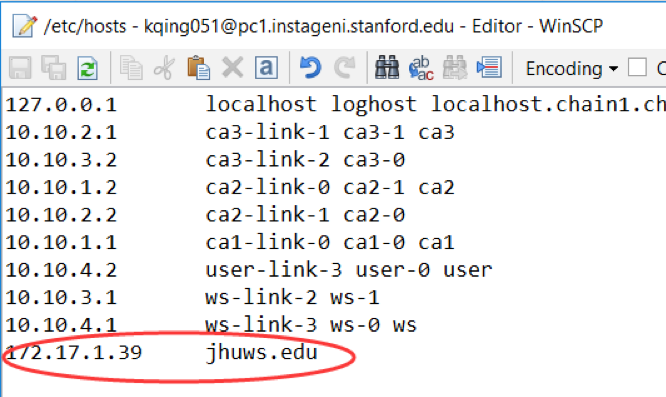 /etc/hosts - kqing051@pc1.instageni.stanford.edu - Editor - WinSCP
Encoding
127.0.0.1 localhost loghost localhost.chain1.ch
10.10.2.1 ca3-link-1 ca3-1 ca3
10.10.3.2 ca3-link-2 ca3-0
10.10.1.2 ca2-link-0 ca2-1 ca2
10.10.2.2 ca2-link-1 ca2-0
10.10.1.1 ca1-link-0 ca1-0 ca1
10.10.4.2 user-link-3 user-0 user
10.10.3.1 ws-link-2 ws-1
10.10.4.1 ws-link-3 ws-0 ws
172.17.1.39 jhuws.edu